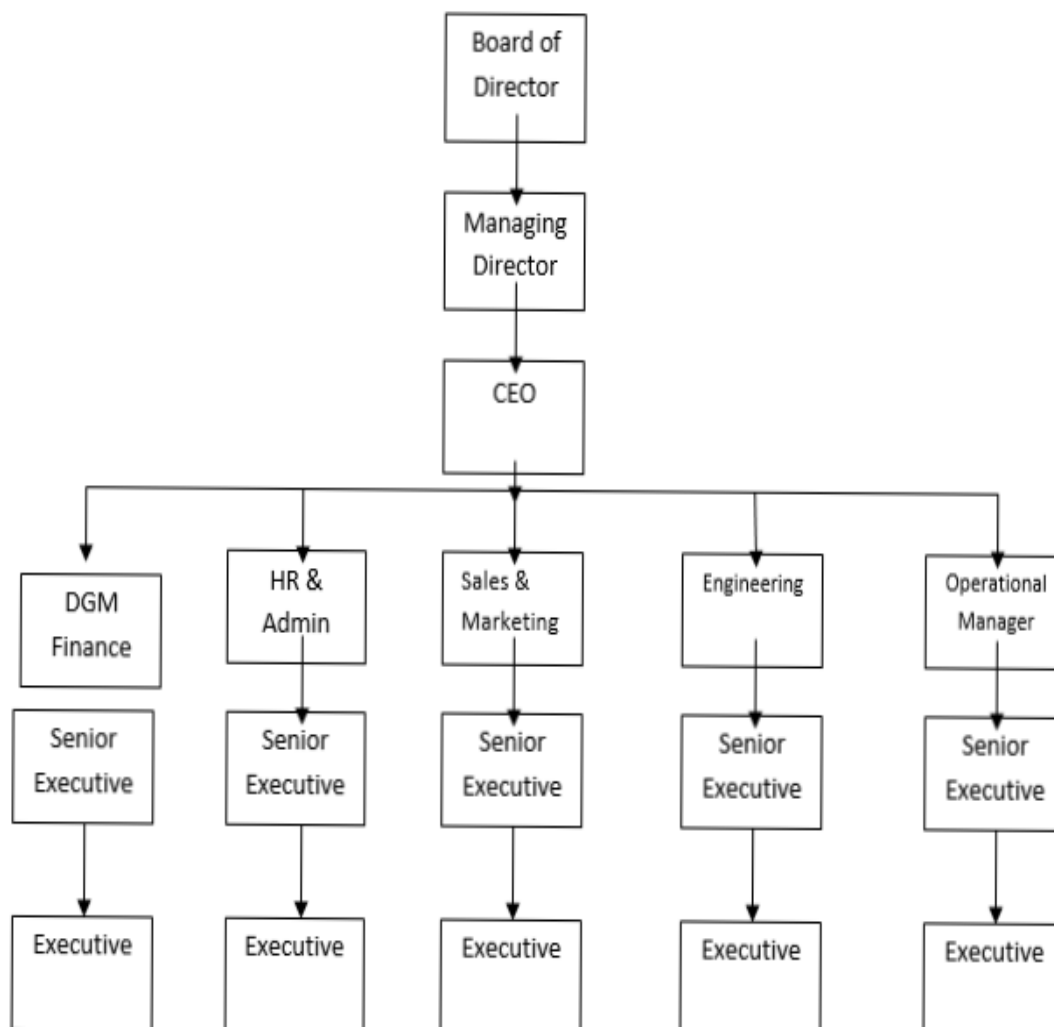 Board of
Director
Managing
Director
CEO
DGM
Finance
HR &
Admin
Sales &
Marketing
Engineering
Operational
Manager
Senior
Executive
Senior
Executive
Senior
Executive
Senior
Executive
Senior
Executive
Executive
Executive
Executive
Executive
Executive